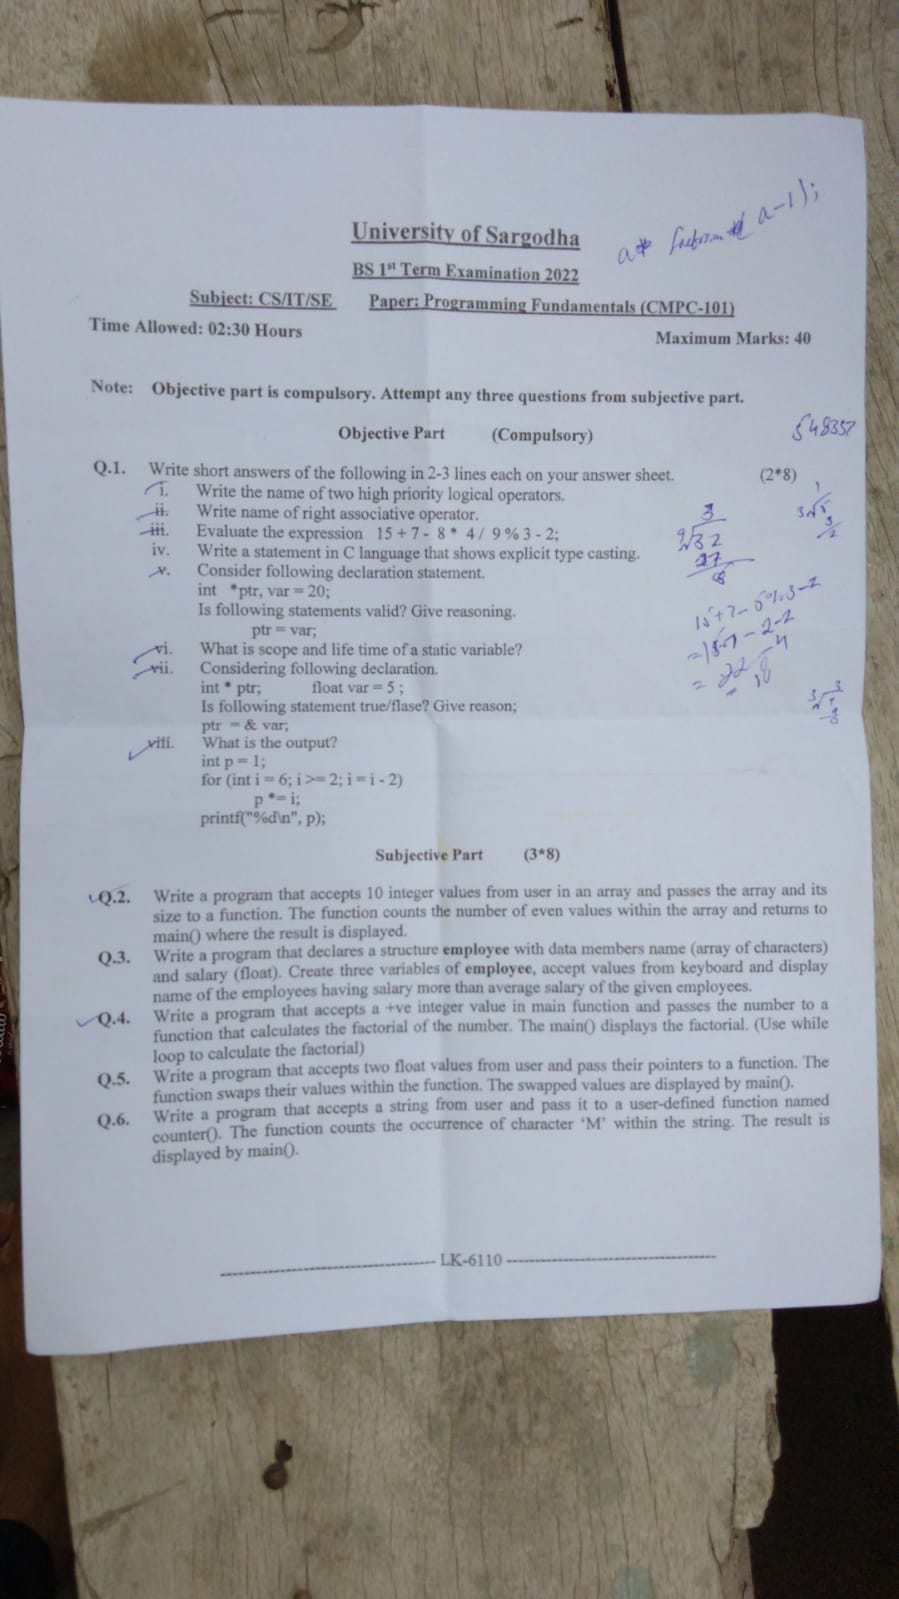 a* (a-1);
University of Sargodha
BS 1st Term Examination 2022
Subject: CS/IT/SE Paper: Programming Fundamentals (CMPC-101)
Time Allowed: 02:30 Hours Maximum Marks: 40
Note: Objective part is compulsory. Attempt any three questions from subjective part.
Objective Part (Compulsory)
548357
Q.1. Write short answers of the following in 2-3 lines each on your answer sheet. (2*8)
i. Write the name of two high priority logical operators.
ii. Write name of right associative operator.
iii. Evaluate the expression 15 + 7 - 8 * 4 / 9 % 3 - 2;
iv. Write a statement in C language that shows explicit type casting.
v. Consider following declaration statement.
int *ptr, var = 20;
Is following statements valid? Give reasoning.
ptr = var;
vi. What is scope and life time of a static variable?
vii. Considering following declaration.
int * ptr; float var = 5 ;
Is following statement true/flase? Give reason;
ptr = & var;
viii. What is the output?
int p = 1;
for (int i = 6; i >= 2; i = i - 2)
p *= i;
printf("%d\n", p);
3
9 32
27
8
= 22 - 4
= 18
Subjective Part (3*8)
Q.2. Write a program that accepts 10 integer values from user in an array and passes the array and its
size to a function. The function counts the number of even values within the array and returns to
main() where the result is displayed.
Q.3. Write a program that declares a structure employee with data members name (array of characters)
and salary (float). Create three variables of employee, accept values from keyboard and display
name of the employees having salary more than average salary of the given employees.
Q.4. Write a program that accepts a +ve integer value in main function and passes the number to a
function that calculates the factorial of the number. The main() displays the factorial. (Use while
loop to calculate the factorial)
Q.5. Write a program that accepts two float values from user and pass their pointers to a function. The
function swaps their values within the function. The swapped values are displayed by main().
Q.6. Write a program that accepts a string from user and pass it to a user-defined function named
counter(). The function counts the occurrence of character ‘M’ within the string. The result is
displayed by main().
LK-6110